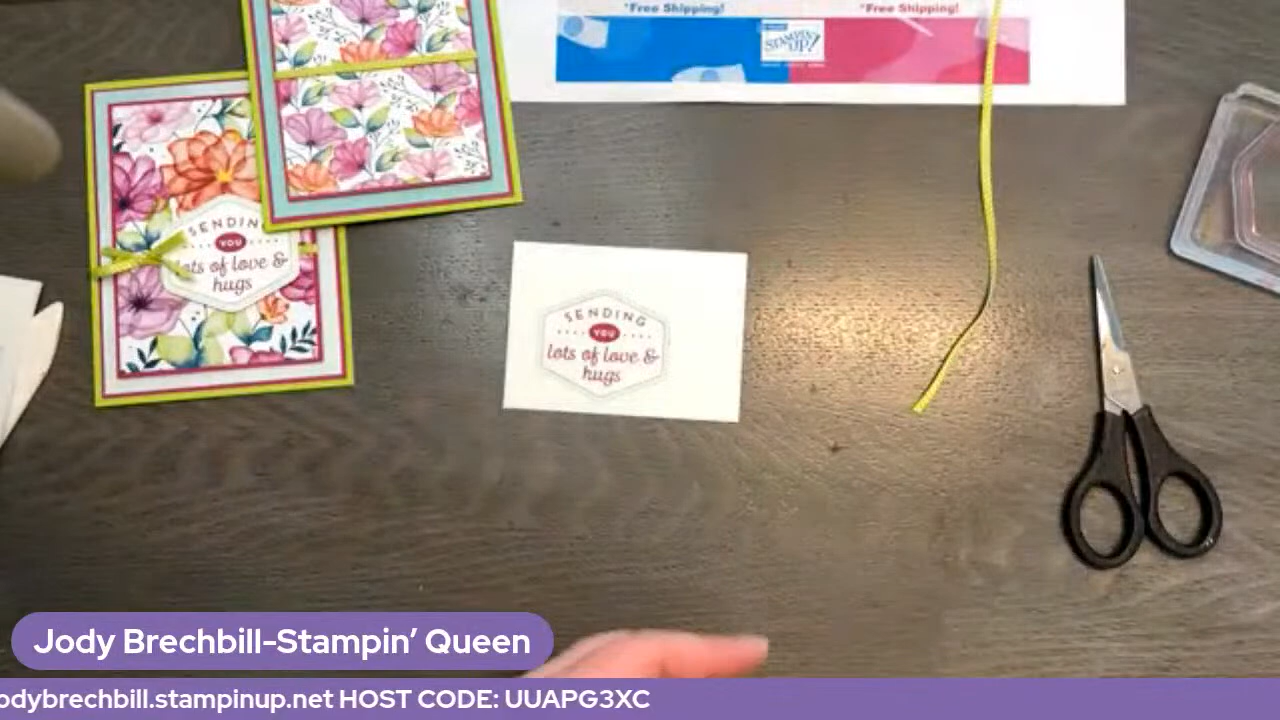 *Free Shipping!
*Free Shipping!
STAMPIN'
UP!
SENDING
YOU
lots of love &
hugs
SENDING
YOU
lots of love &
hugs
Jody Brechbill-Stampin' Queen
odybrechbill.stampinup.net HOST CODE: UUAPG3XC